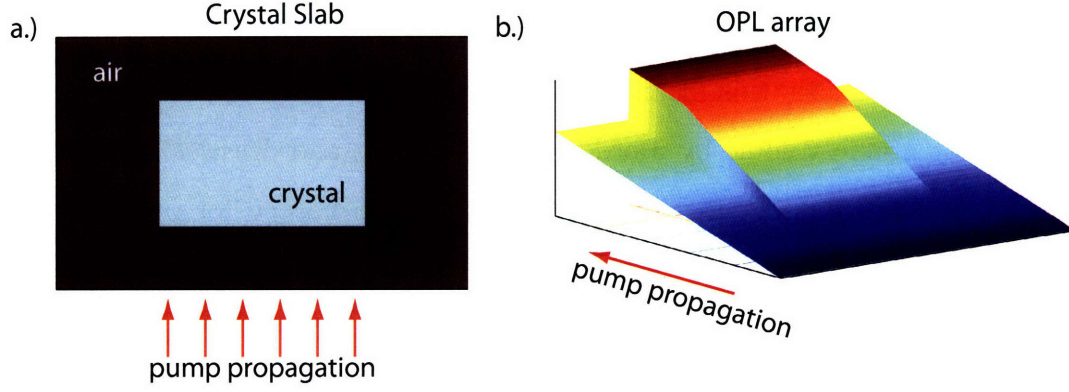 a.)
Crystal Slab
air
crystal
pump propagation
b.)
OPL array
pump propagation